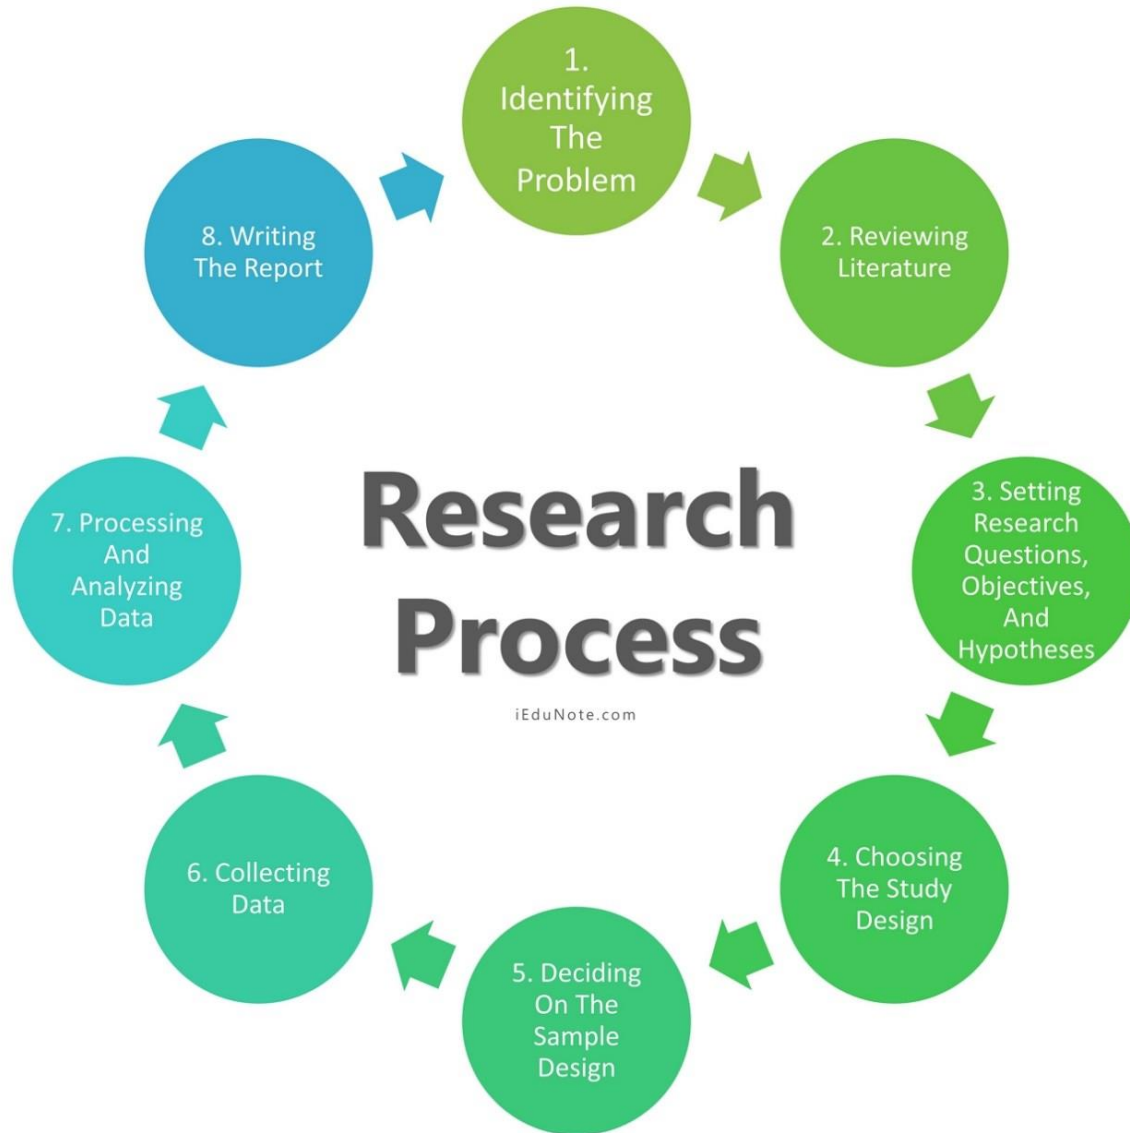 1.
Identifying
The
Problem
2. Reviewing
Literature
3. Setting
Research
Questions,
Objectives,
And
Hypotheses
4. Choosing
The Study
Design
5. Deciding
On The
Sample
Design
6. Collecting
Data
7. Processing
And
Analyzing
Data
8. Writing
The Report
Research
Process
iEduNote.com